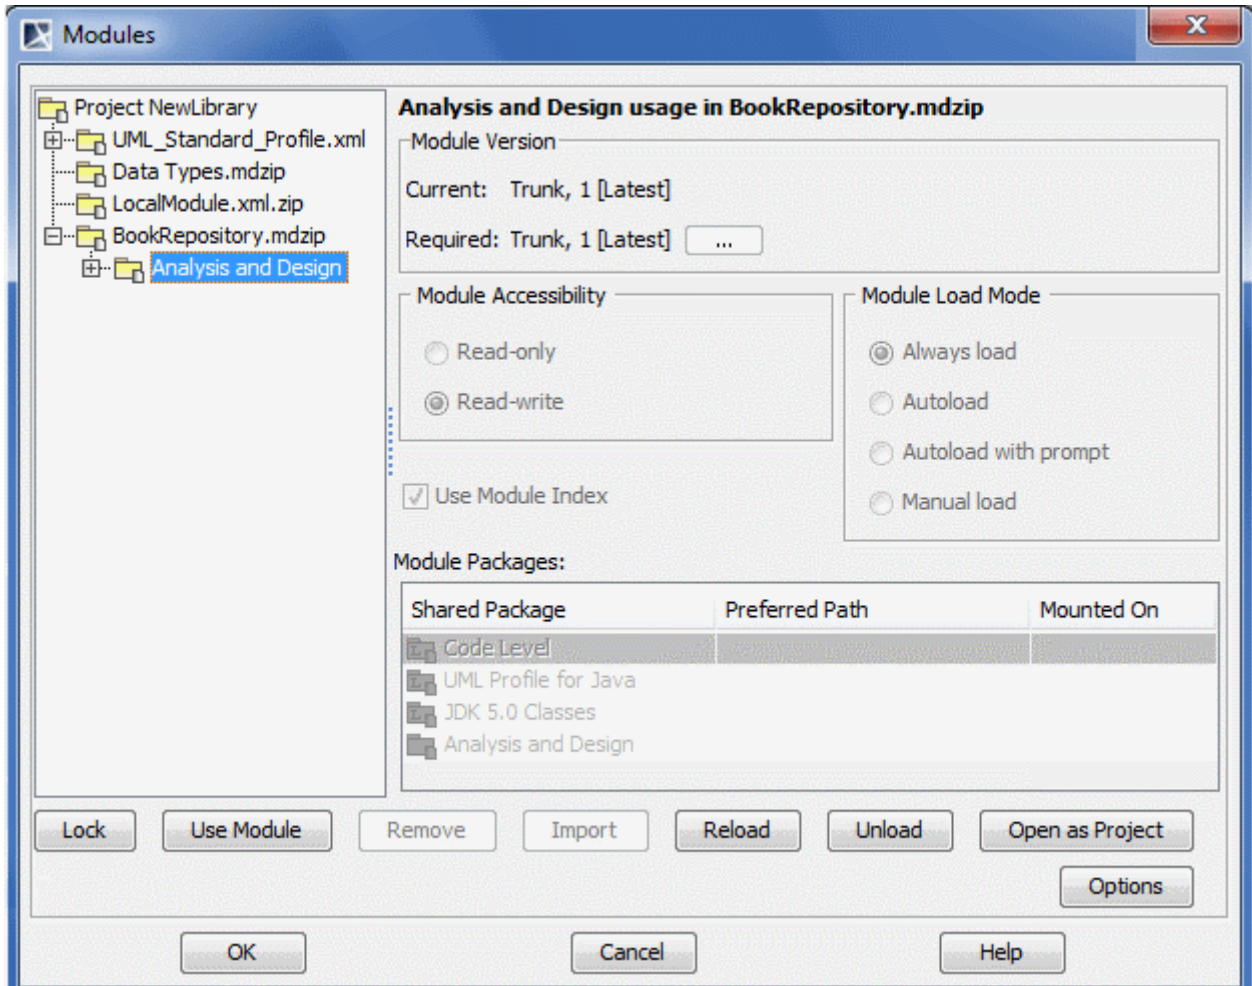 Modules
X
Project NewLibrary
UML_Standard_Profile.xml
Data Types.mdzip
LocalModule.xml.zip
BookRepository.mdzip
Analysis and Design
Analysis and Design usage in BookRepository.mdzip
Module Version
Current: Trunk, 1 [Latest]
Required: Trunk, 1 [Latest] ...
Module Accessibility
Read-only
Read-write
Module Load Mode
Always load
Autoload
Autoload with prompt
Manual load
Use Module Index
Module Packages:
Shared Package Preferred Path Mounted On
Code Level
UML Profile for Java
JDK 5.0 Classes
Analysis and Design
Lock Use Module Remove Import Reload Unload Open as Project
Options
OK Cancel Help